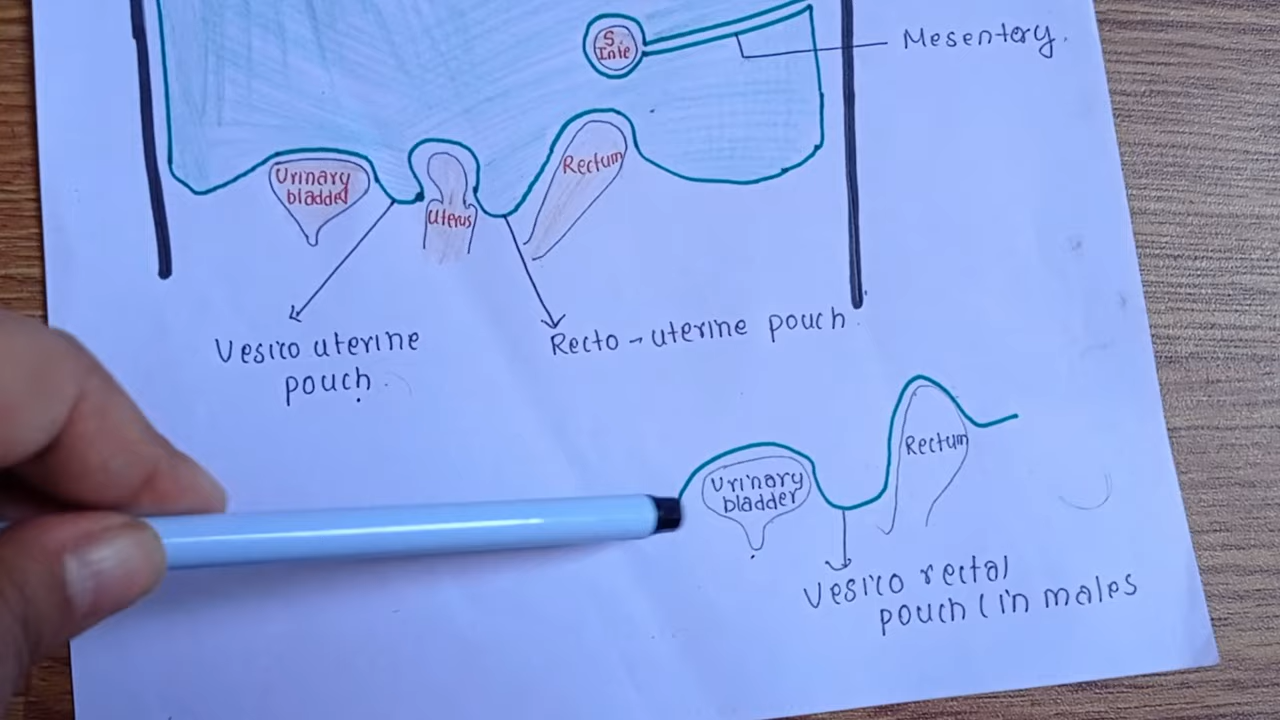 S.
Inte
Mesentery.
Urinary
bladder
Uterus
Rectum
Vesico uterine
pouch.
Recto - uterine pouch.
Urinary
bladder
Rectum
Vesico rectal
pouch (in males